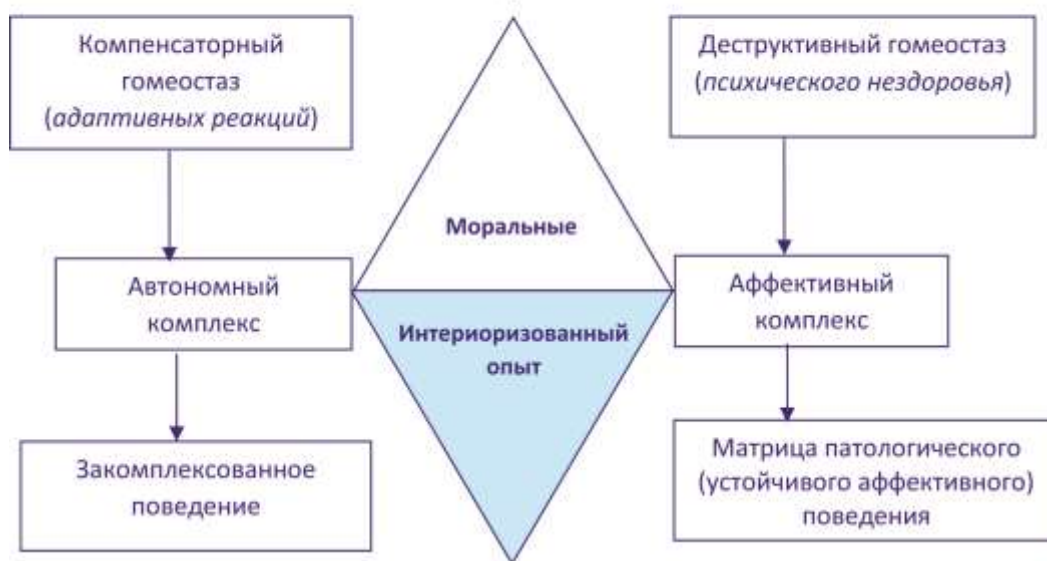 Компенсаторный
гомеостаз
(адаптивных реакций)
Деструктивный гомеостаз
(психического нездоровья)
Моральные
Автономный
комплекс
Аффективный
комплекс
Интериоризованный
опыт
Закомплексованное
поведение
Матрица патологического
(устойчивого аффективного)
поведения